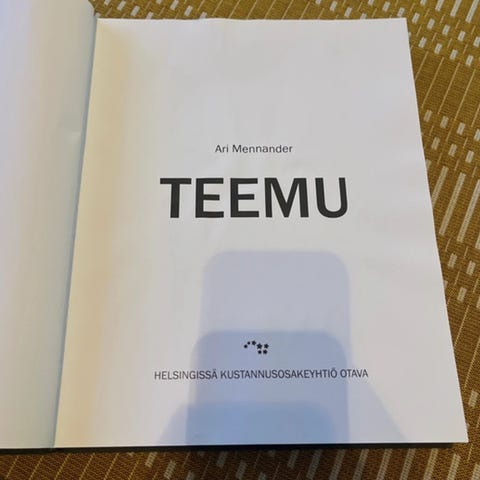 Ari Mennander
TEEMU
HELSINGISSÄ KUSTANNUSOSAKEYHTIÖ OTAVA